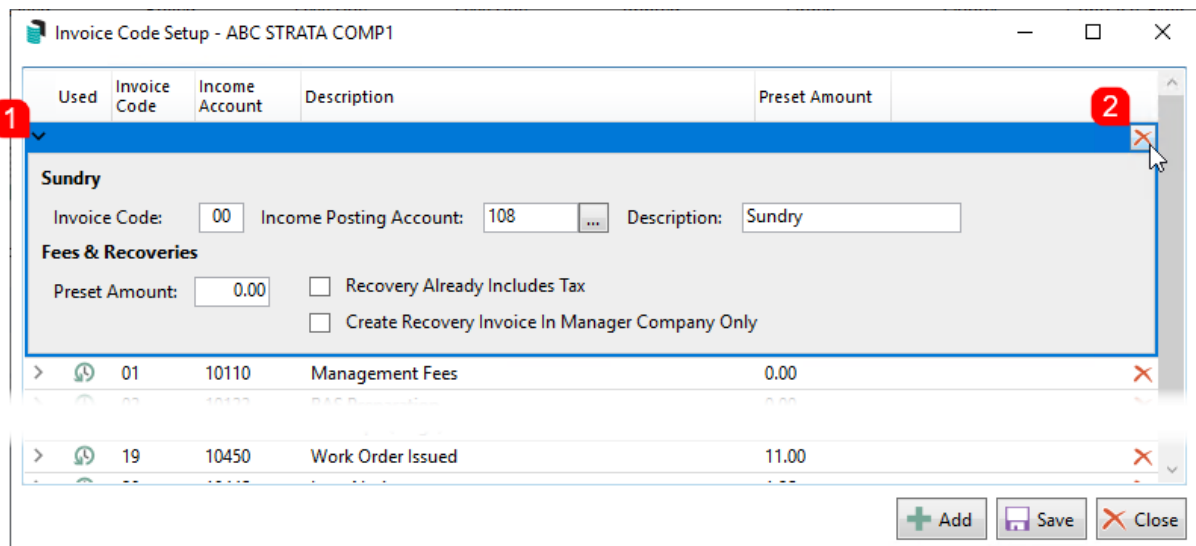 Invoice Code Setup - ABC STRATA COMP1
Used Invoice Code Income Account Description Preset Amount
1
2
Sundry
Invoice Code: 00 Income Posting Account: 108 ... Description: Sundry
Fees & Recoveries
Preset Amount: 0.00 Recovery Already Includes Tax
Create Recovery Invoice In Manager Company Only
01 10110 Management Fees 0.00
19 10450 Work Order Issued 11.00
Add Save Close